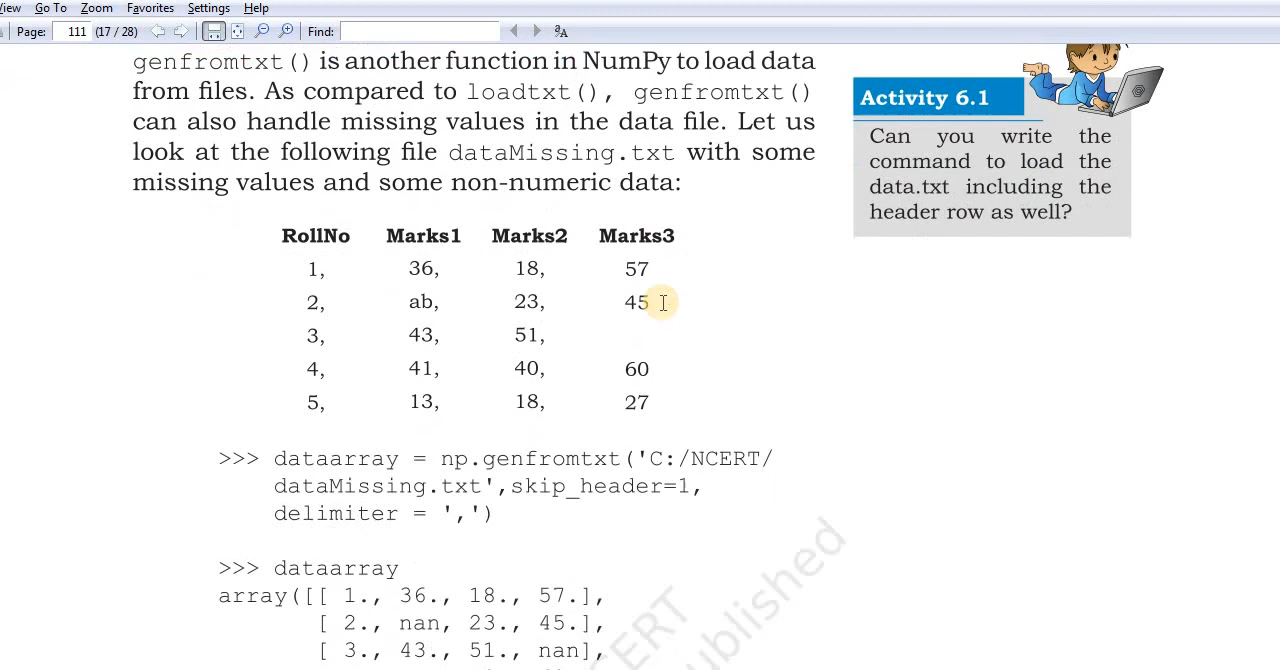 View Go To Zoom Favorites Settings Help
Page: 111 (17 / 28) Find:
genfromtxt() is another function in NumPy to load data
from files. As compared to loadtxt(), genfromtxt()
can also handle missing values in the data file. Let us
look at the following file dataMissing.txt with some
missing values and some non-numeric data:
RollNo Marks1 Marks2 Marks3
1, 36, 18, 57
2, ab, 23, 45
3, 43, 51,
4, 41, 40, 60
5, 13, 18, 27
>>> dataarray = np.genfromtxt('C:/NCERT/
dataMissing.txt',skip_header=1,
delimiter = ',')
>>> dataarray
array([[ 1., 36., 18., 57.],
[ 2., nan, 23., 45.],
[ 3., 43., 51., nan],
Activity 6.1
Can you write the
command to load the
data.txt including the
header row as well?